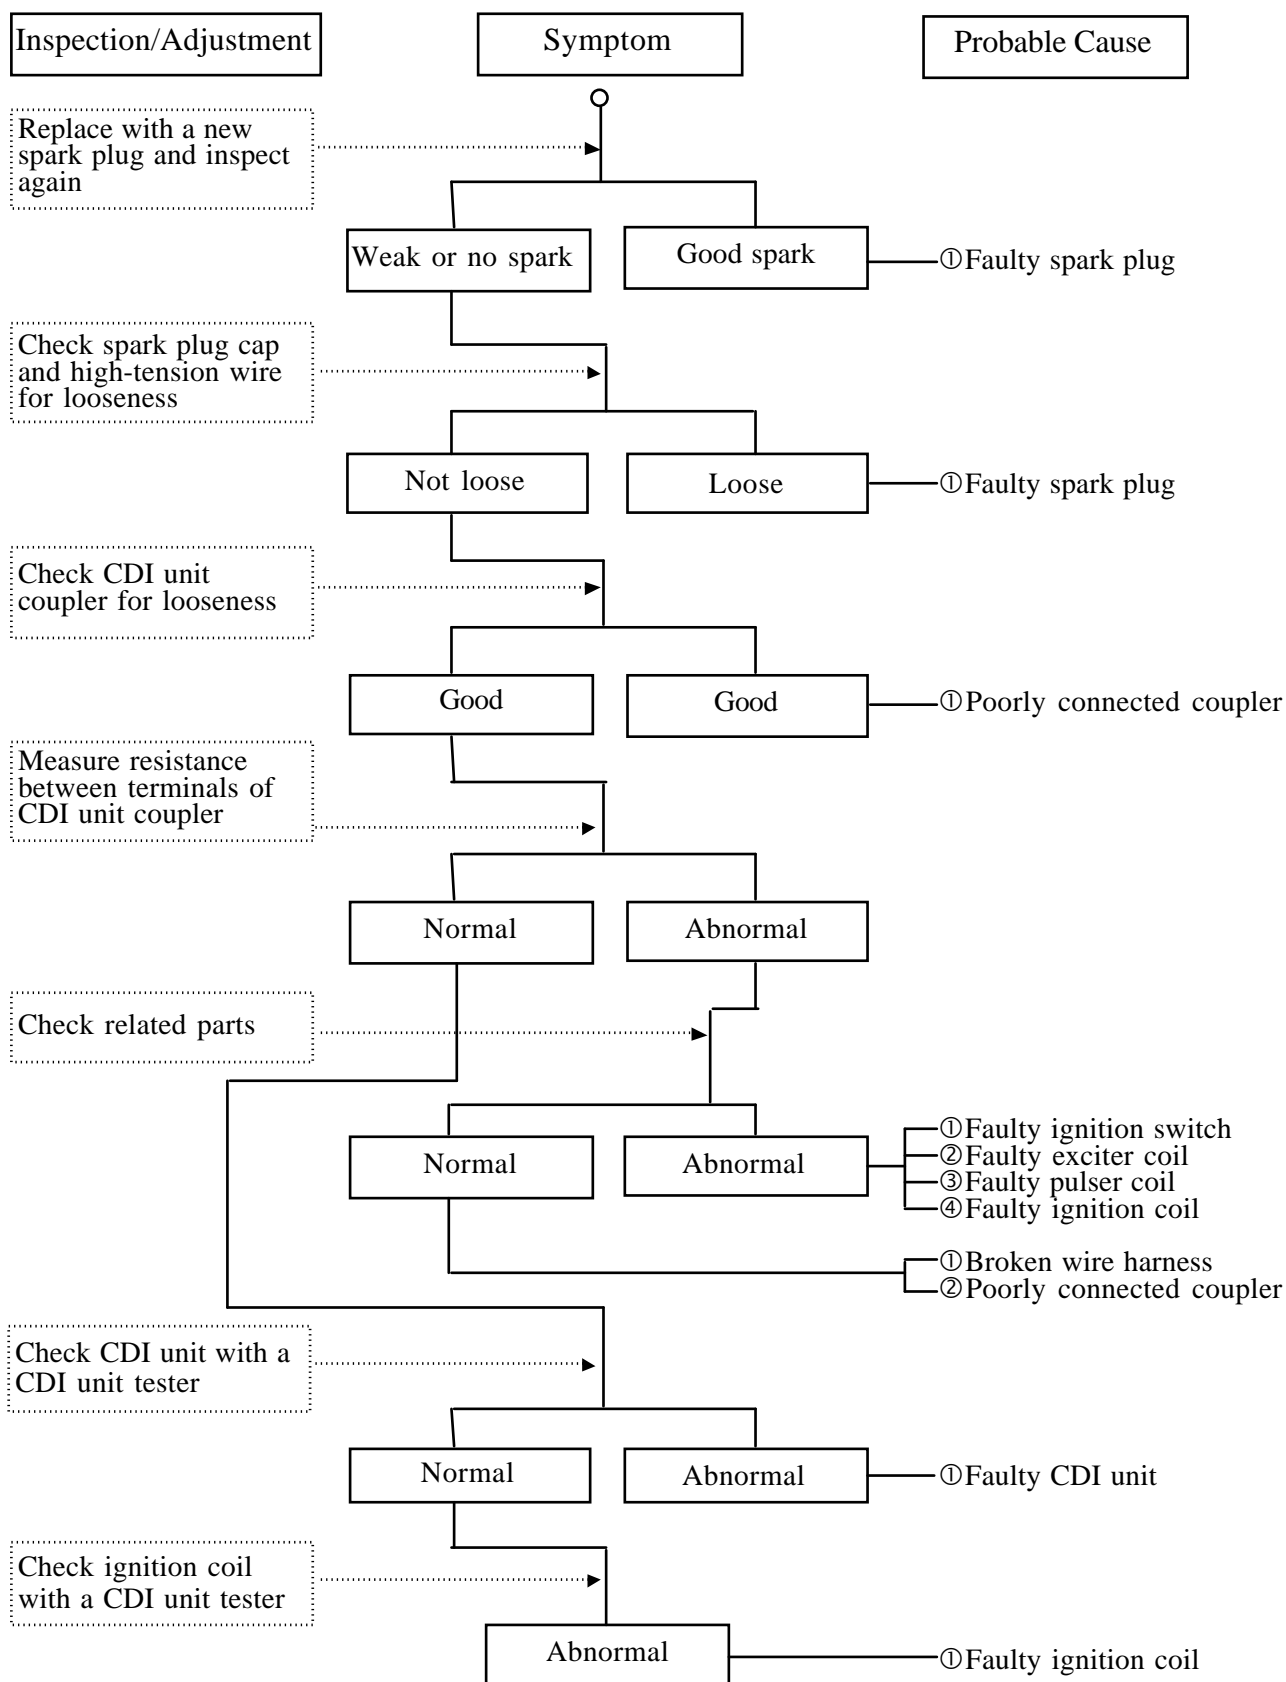 Inspection/Adjustment
Symptom
Probable Cause
Replace with a new
spark plug and inspect
again
Weak or no spark
Good spark
①Faulty spark plug
Check spark plug cap
and high-tension wire
for looseness
Not loose
Loose
①Faulty spark plug
Check CDI unit
coupler for looseness
Good
Good
①Poorly connected coupler
Measure resistance
between terminals of
CDI unit coupler
Normal
Abnormal
Check related parts
Normal
Abnormal
①Faulty ignition switch
②Faulty exciter coil
③Faulty pulser coil
④Faulty ignition coil
①Broken wire harness
②Poorly connected coupler
Check CDI unit with a
CDI unit tester
Normal
Abnormal
①Faulty CDI unit
Check ignition coil
with a CDI unit tester
Abnormal
①Faulty ignition coil